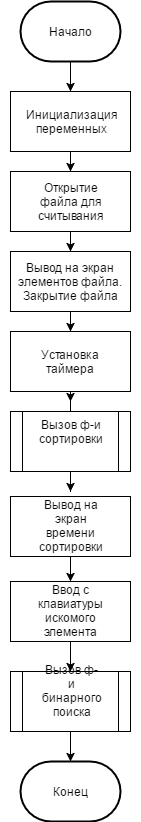 Начало
Инициализация
переменных
Открытие
файла для
считывания
Вывод на экран
элементов файла.
Закрытие файла
Установка
таймера
Вызов ф-и
сортировки
Вывод на
экран
времени
сортировки
Ввод с
клавиатуры
искомого
элемента
Вызов ф-
и
бинарного
поиска
Конец